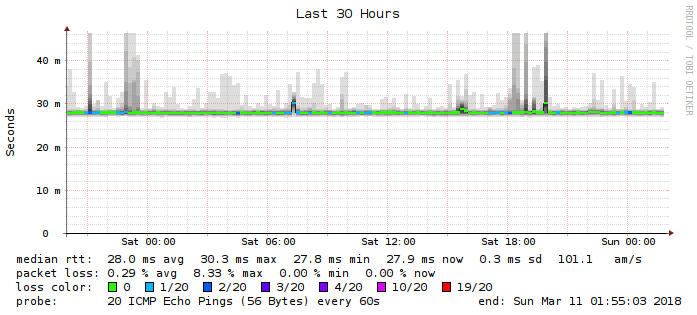 Last 30 Hours
RRDTOOL / TOBI OETIKER
Seconds
40 m
30 m
20 m
10 m
0
Sat 00:00 Sat 06:00 Sat 12:00 Sat 18:00 Sun 00:00
median rtt: 28.0 ms avg 30.3 ms max 27.8 ms min 27.9 ms now 0.3 ms sd 101.1 am/s
packet loss: 0.29 % avg 8.33 % max 0.00 % min 0.00 % now
loss color: 0 1/20 2/20 3/20 4/20 10/20 19/20
probe: 20 ICMP Echo Pings (56 Bytes) every 60s end: Sun Mar 11 01:55:03 2018